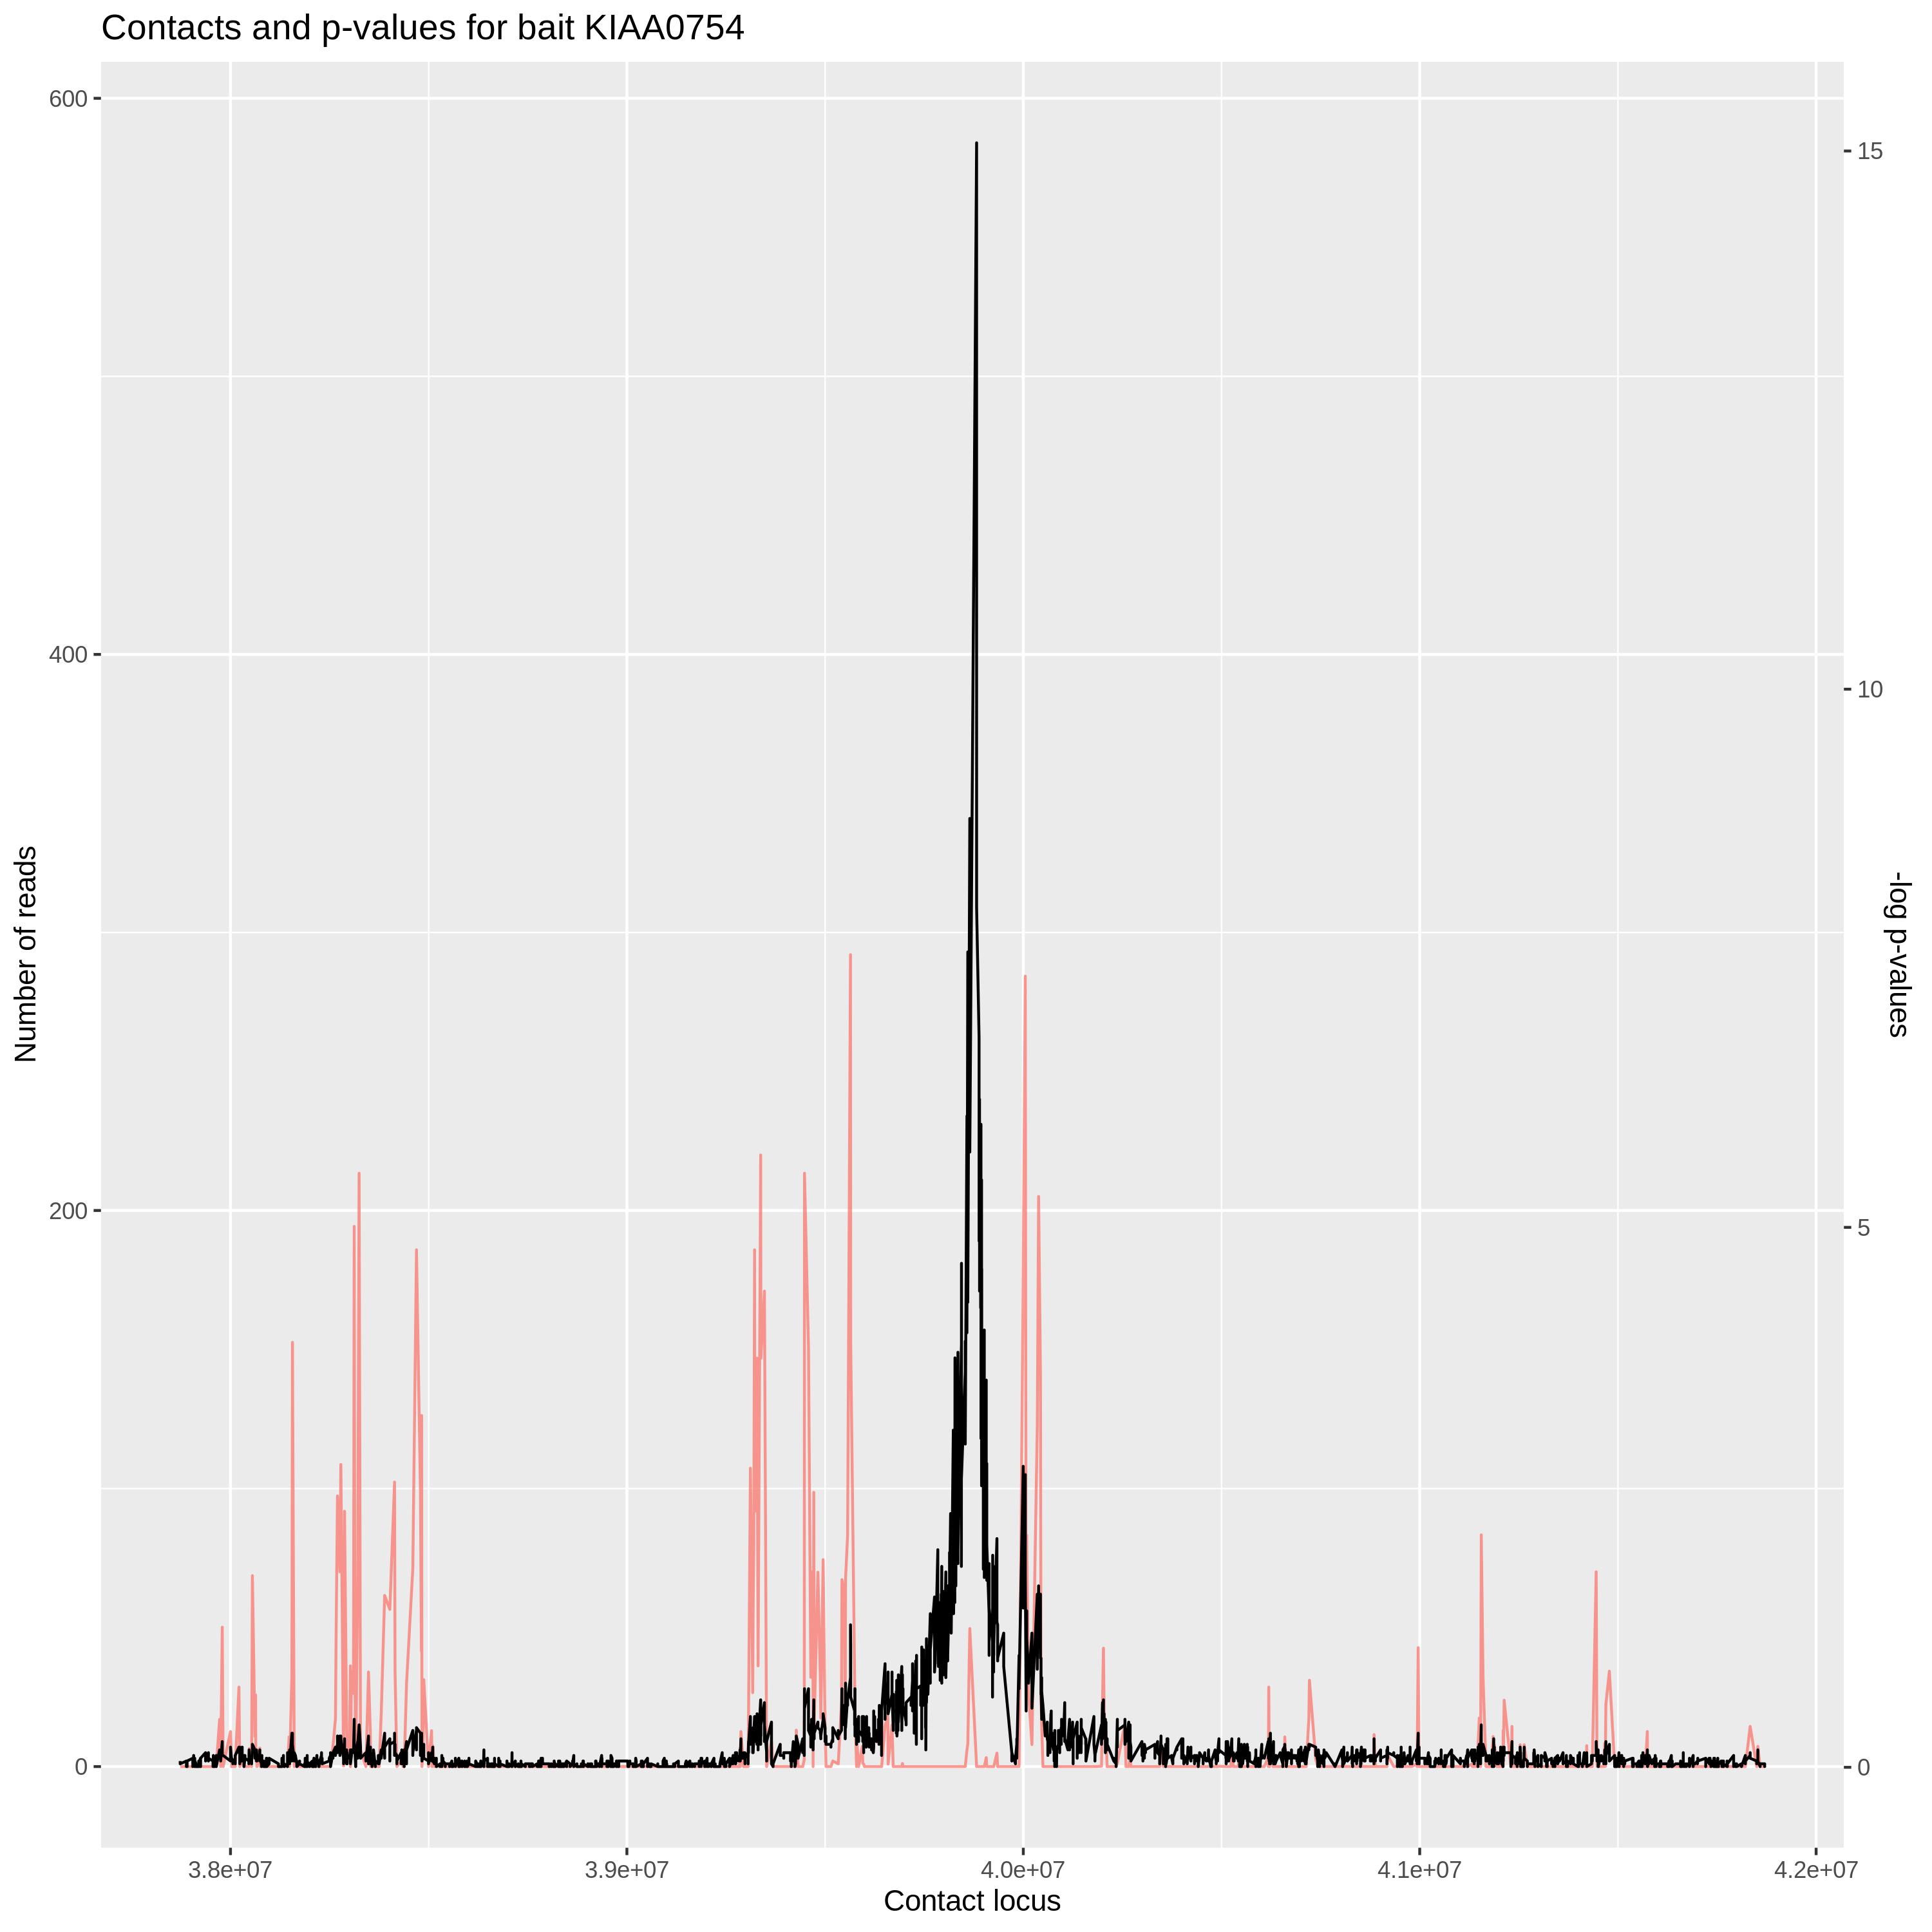 Contacts and p-values for bait KIAA0754
600
400
200
0
Number of reads
15
10
5
0
-log p-values
3.8e+07
3.9e+07
4.0e+07
4.1e+07
4.2e+07
Contact locus